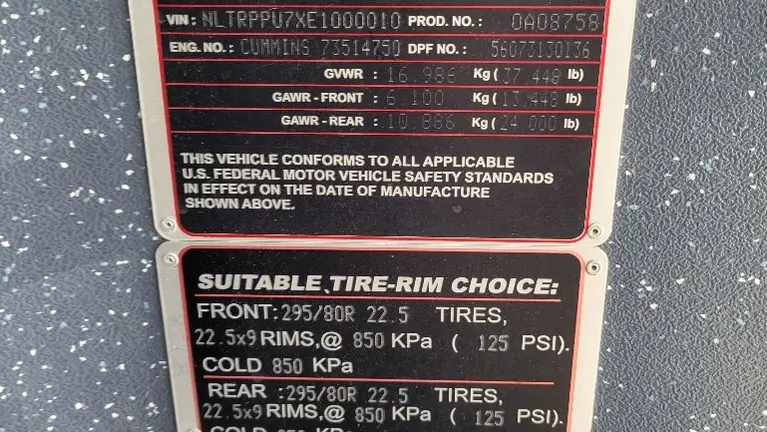 VIN: NLTRPPU7XE1000010 PROD. NO.: 0A08758
ENG. NO.: CUMMINS 73514750 DPF NO.: 56073130136
GVWR : 16.986 Kg ( 37.448 lb)
GAWR - FRONT : 6.100 Kg ( 13.448 lb)
GAWR - REAR : 10.886 Kg ( 24.000 lb)
THIS VEHICLE CONFORMS TO ALL APPLICABLE
U.S. FEDERAL MOTOR VEHICLE SAFETY STANDARDS
IN EFFECT ON THE DATE OF MANUFACTURE
SHOWN ABOVE.
SUITABLE TIRE-RIM CHOICE:
FRONT: 295/80R 22.5 TIRES,
22.5x9 RIMS,@ 850 KPa ( 125 PSI).
COLD 850 KPa
REAR : 295/80R 22.5 TIRES,
22.5x9 RIMS,@ 850 KPa ( 125 PSI).